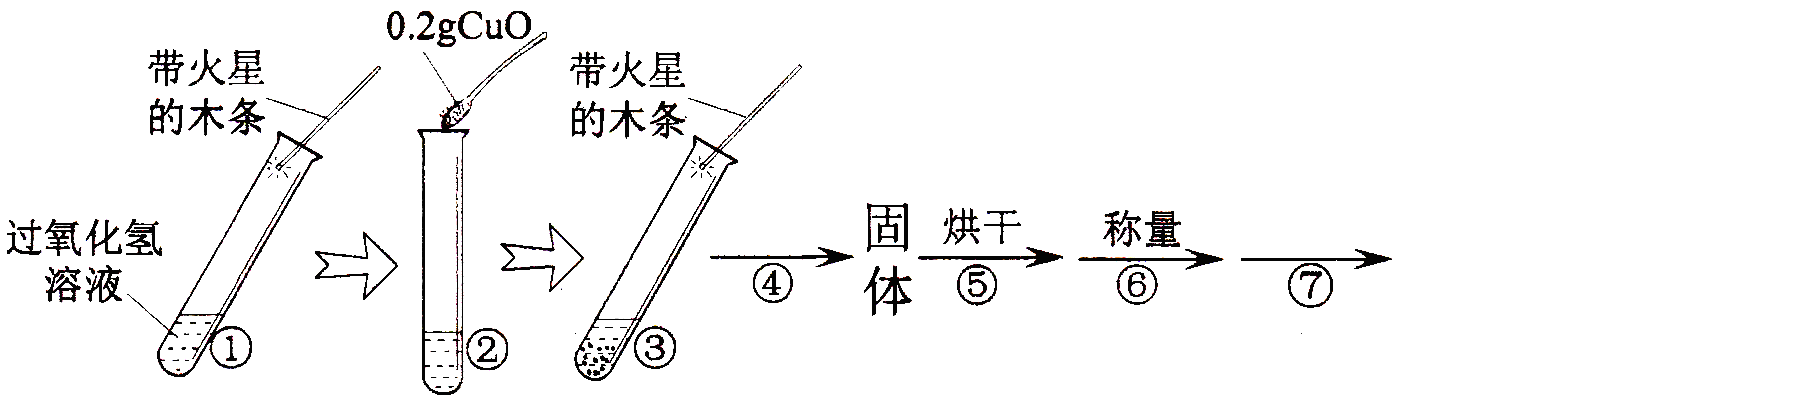 带火星
的木条
过氧化氢
溶液
①
0.2gCuO
②
带火星
的木条
③
④
固
体
烘干
⑤
称量
⑥
⑦